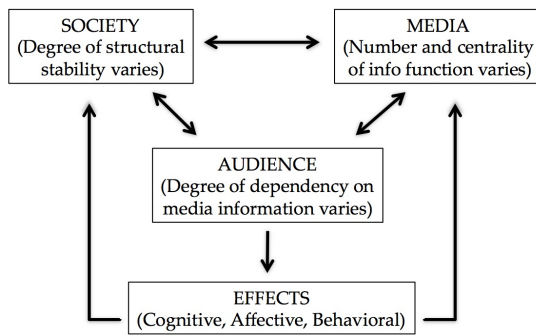 SOCIETY
(Degree of structural
stability varies)
MEDIA
(Number and centrality
of info function varies)
AUDIENCE
(Degree of dependency on
media information varies)
EFFECTS
(Cognitive, Affective, Behavioral)